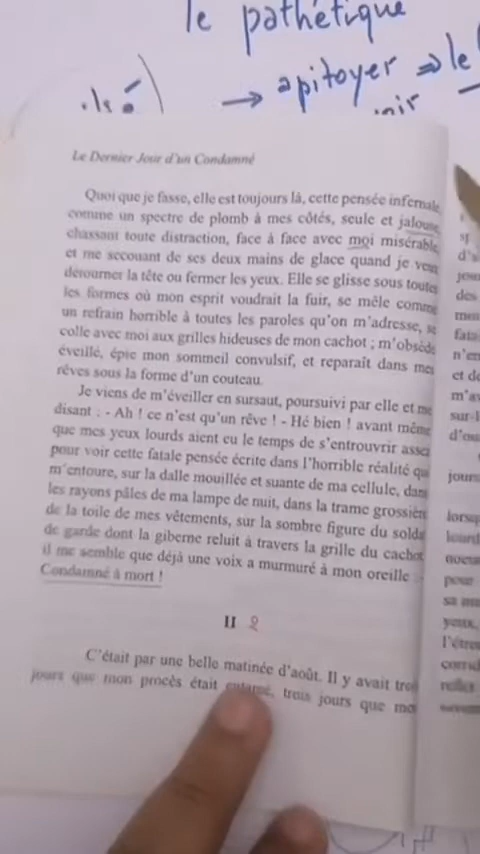 le pathétique
→ apitoyer ⇒ le
Le Dernier Jour d'un Condamné
Quoi que je fasse, elle est toujours là, cette pensée infernale,
comme un spectre de plomb à mes côtés, seule et jalouse,
chassant toute distraction, face à face avec moi misérable,
et me secouant de ses deux mains de glace quand je veux
détourner la tête ou fermer les yeux. Elle se glisse sous toutes
les formes où mon esprit voudrait la fuir, se mêle comme
un refrain horrible à toutes les paroles qu'on m'adresse, se
colle avec moi aux grilles hideuses de mon cachot ; m'obsède
éveillé, épie mon sommeil convulsif, et reparaît dans mes
rêves sous la forme d'un couteau.
Je viens de m'éveiller en sursaut, poursuivi par elle et me
disant : - Ah ! ce n'est qu'un rêve ! - Hé bien ! avant même
que mes yeux lourds aient eu le temps de s'entrouvrir assez
pour voir cette fatale pensée écrite dans l'horrible réalité qui
m'entoure, sur la dalle mouillée et suante de ma cellule, dans
les rayons pâles de ma lampe de nuit, dans la trame grossière
de la toile de mes vêtements, sur la sombre figure du soldat
de garde dont la giberne reluit à travers la grille du cachot,
il me semble que déjà une voix a murmuré à mon oreille : -
Condamné à mort !
II
C'était par une belle matinée d'août. Il y avait trois
jours que mon procès était entamé, trois jours que mo